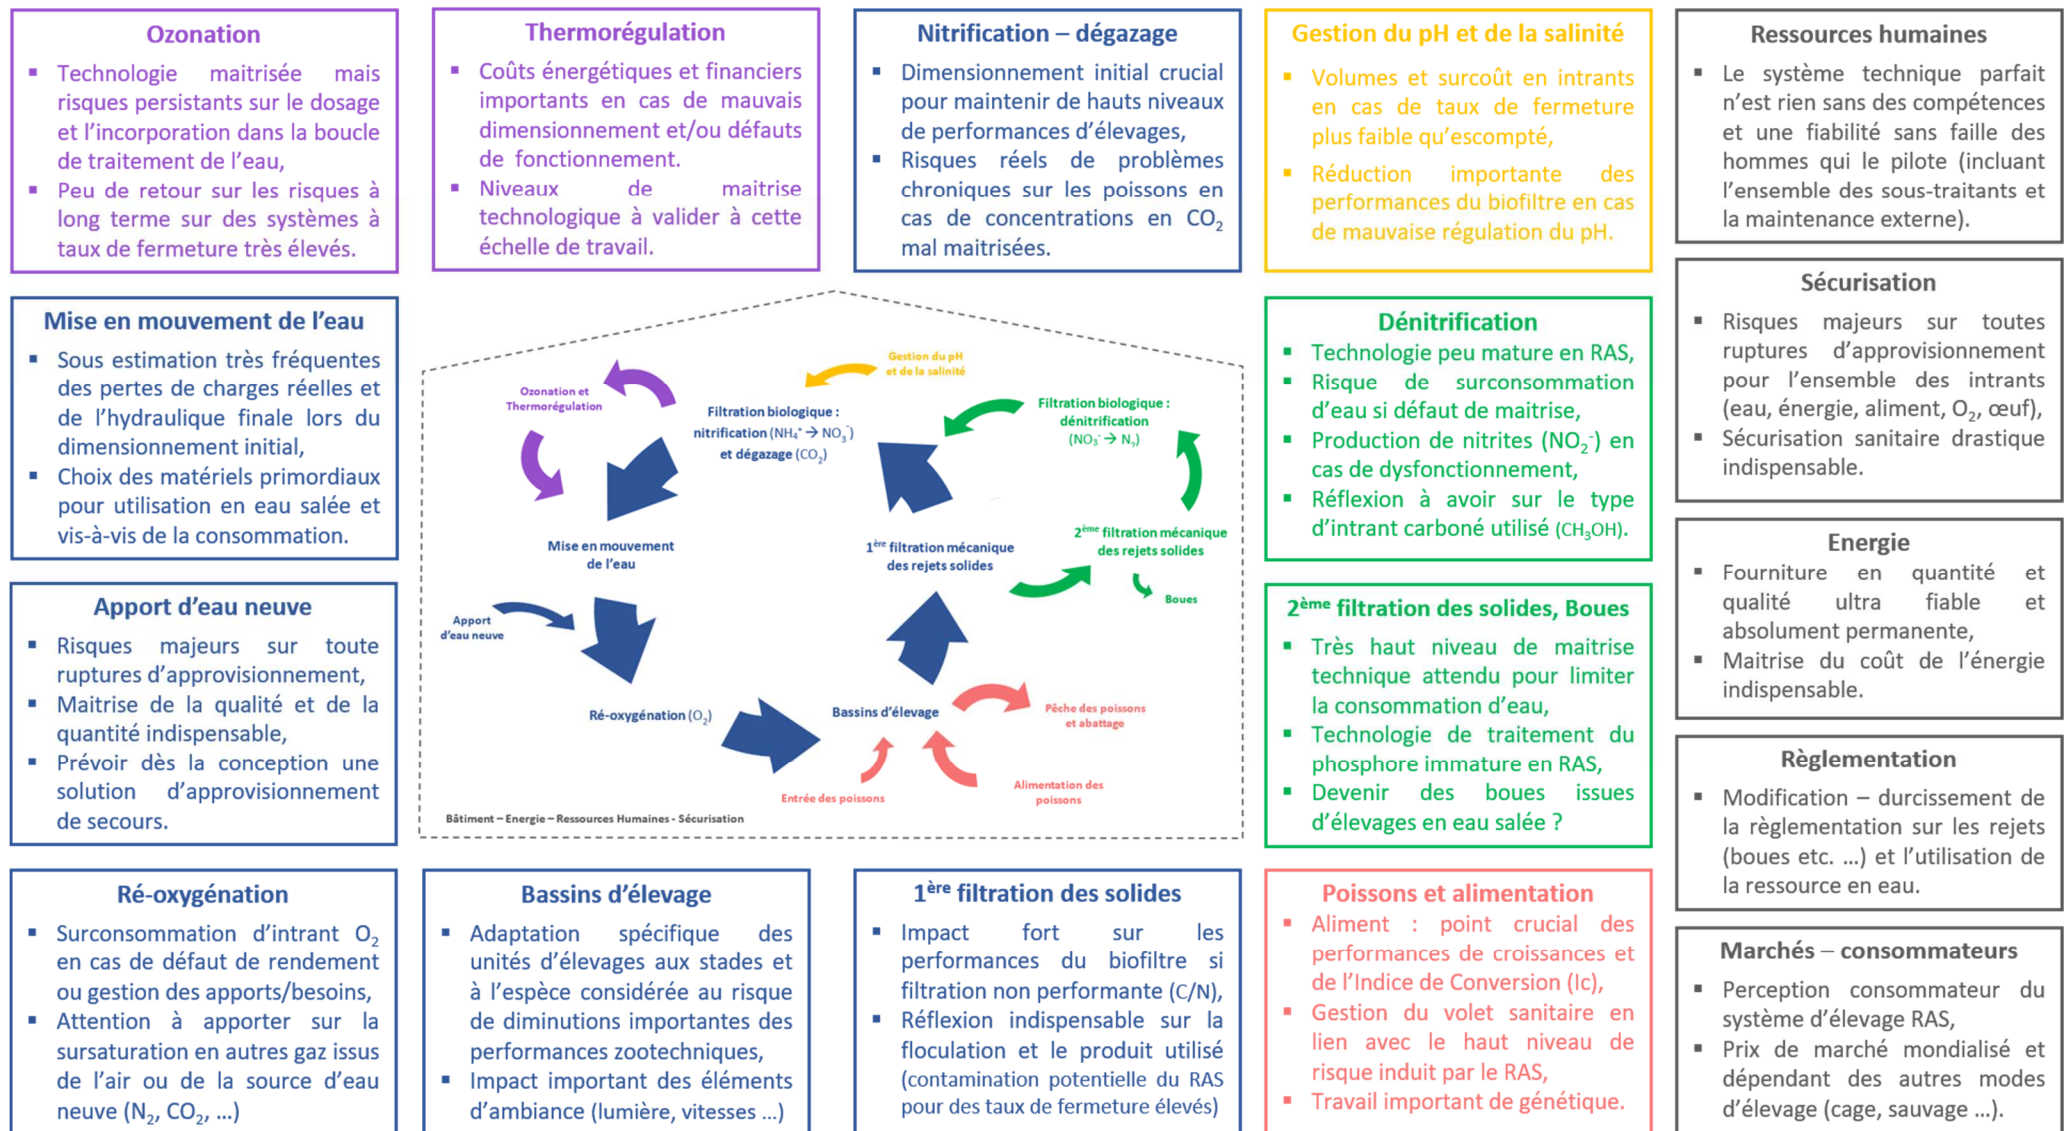 Ozonation
▪ Technologie maitrisée mais
risques persistants sur le dosage
et l’incorporation dans la boucle
de traitement de l’eau,
▪ Peu de retour sur les risques à
long terme sur des systèmes à
taux de fermeture très élevés.
Thermorégulation
▪ Coûts énergétiques et financiers
importants en cas de mauvais
dimensionnement et/ou défauts
de fonctionnement.
▪ Niveaux de maitrise
technologique à valider à cette
échelle de travail.
Nitrification – dégazage
▪ Dimensionnement initial crucial
pour maintenir de hauts niveaux
de performances d’élevages,
▪ Risques réels de problèmes
chroniques sur les poissons en
cas de concentrations en CO₂
mal maitrisées.
Gestion du pH et de la salinité
▪ Volumes et surcoût en intrants
en cas de taux de fermeture
plus faible qu’escompté,
▪ Réduction importante des
performances du biofiltre en cas
de mauvaise régulation du pH.
Ressources humaines
▪ Le système technique parfait
n’est rien sans des compétences
et une fiabilité sans faille des
hommes qui le pilote (incluant
l’ensemble des sous-traitants et
la maintenance externe).
Mise en mouvement de l’eau
▪ Sous estimation très fréquentes
des pertes de charges réelles et
de l’hydraulique finale lors du
dimensionnement initial,
▪ Choix des matériels primordiaux
pour utilisation en eau salée et
vis-à-vis de la consommation.
Apport d’eau neuve
▪ Risques majeurs sur toute
ruptures d’approvisionnement,
▪ Maitrise de la qualité et de la
quantité indispensable,
▪ Prévoir dès la conception une
solution d’approvisionnement
de secours.
Gestion du pH
et de la salinité
Ozonation et
Thermorégulation
Filtration biologique :
nitrification (NH₄⁺ → NO₃⁻)
et dégazage (CO₂)
Filtration biologique :
dénitrification
(NO₃⁻ → N₂)
Mise en mouvement
de l’eau
1ère filtration mécanique
des rejets solides
2ème filtration mécanique
des rejets solides
Boues
Apport
d’eau neuve
Ré-oxygénation (O₂)
Bassins d’élevage
Pêche des poissons
et abattage
Entrée des poissons
Alimentation des
poissons
Bâtiment – Energie – Ressources Humaines - Sécurisation
Dénitrification
▪ Technologie peu mature en RAS,
▪ Risque de surconsommation
d’eau si défaut de maitrise,
▪ Production de nitrites (NO₂⁻) en
cas de dysfonctionnement,
▪ Réflexion à avoir sur le type
d’intrant carboné utilisé (CH₃OH).
2ème filtration des solides, Boues
▪ Très haut niveau de maitrise
technique attendu pour limiter
la consommation d’eau,
▪ Technologie de traitement du
phosphore immature en RAS,
▪ Devenir des boues issues
d’élevages en eau salée ?
Sécurisation
▪ Risques majeurs sur toutes
ruptures d’approvisionnement
pour l’ensemble des intrants
(eau, énergie, aliment, O₂, œuf),
▪ Sécurisation sanitaire drastique
indispensable.
Energie
▪ Fourniture en quantité et
qualité ultra fiable et
absolument permanente,
▪ Maitrise du coût de l’énergie
indispensable.
Règlementation
▪ Modification – durcissement de
la règlementation sur les rejets
(boues etc. …) et l’utilisation de
la ressource en eau.
Ré-oxygénation
▪ Surconsommation d’intrant O₂
en cas de défaut de rendement
ou gestion des apports/besoins,
▪ Attention à apporter sur la
sursaturation en autres gaz issus
de l’air ou de la source d’eau
neuve (N₂, CO₂, …)
Bassins d’élevage
▪ Adaptation spécifique des
unités d’élevages aux stades et
à l’espèce considérée au risque
de diminutions importantes des
performances zootechniques,
▪ Impact important des éléments
d’ambiance (lumière, vitesses …)
1ère filtration des solides
▪ Impact fort sur les
performances du biofiltre si
filtration non performante (C/N),
▪ Réflexion indispensable sur la
floculation et le produit utilisé
(contamination potentielle du RAS
pour des taux de fermeture élevés)
Poissons et alimentation
▪ Aliment : point crucial des
performances de croissances et
de l’Indice de Conversion (Ic),
▪ Gestion du volet sanitaire en
lien avec le haut niveau de
risque induit par le RAS,
▪ Travail important de génétique.
Marchés – consommateurs
▪ Perception consommateur du
système d’élevage RAS,
▪ Prix de marché mondialisé et
dépendant des autres modes
d’élevage (cage, sauvage …).